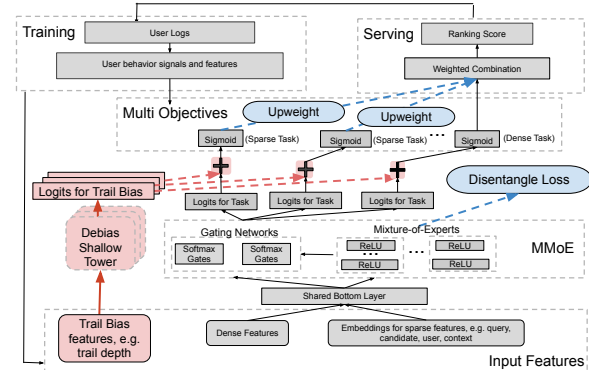 Training
User Logs
User behavior signals and features
Serving
Ranking Score
Weighted Combination
Multi Objectives
Upweight
Upweight
Sigmoid
(Sparse Task)
Sigmoid
(Sparse Task)
...
Sigmoid
(Dense Task)
+
+
+
Logits for Trail Bias
Logits for Task
Logits for Task
Logits for Task
Disentangle Loss
Debias
Shallow
Tower
Gating Networks
Softmax
Gates
Softmax
Gates
Mixture-of-Experts
ReLU
...
ReLU
...
ReLU
...
ReLU
MMoE
Shared Bottom Layer
Trail Bias
features, e.g.
trail depth
Dense Features
Embeddings for sparse features, e.g. query,
candidate, user, context
Input Features